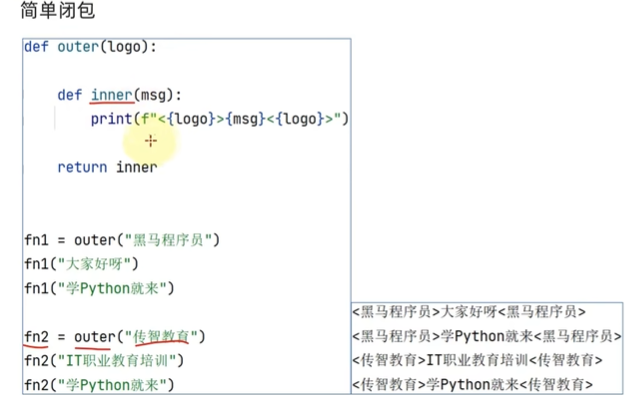 简单闭包
def outer(logo):
    def inner(msg):
        print(f"<{logo}>{msg}<{logo}>")
    return inner
fn1 = outer("黑马程序员")
fn1("大家好呀")
fn1("学Python就来")
fn2 = outer("传智教育")
fn2("IT职业教育培训")
fn2("学Python就来")
<黑马程序员>大家好呀<黑马程序员>
<黑马程序员>学Python就来<黑马程序员>
<传智教育>IT职业教育培训<传智教育>
<传智教育>学Python就来<传智教育>